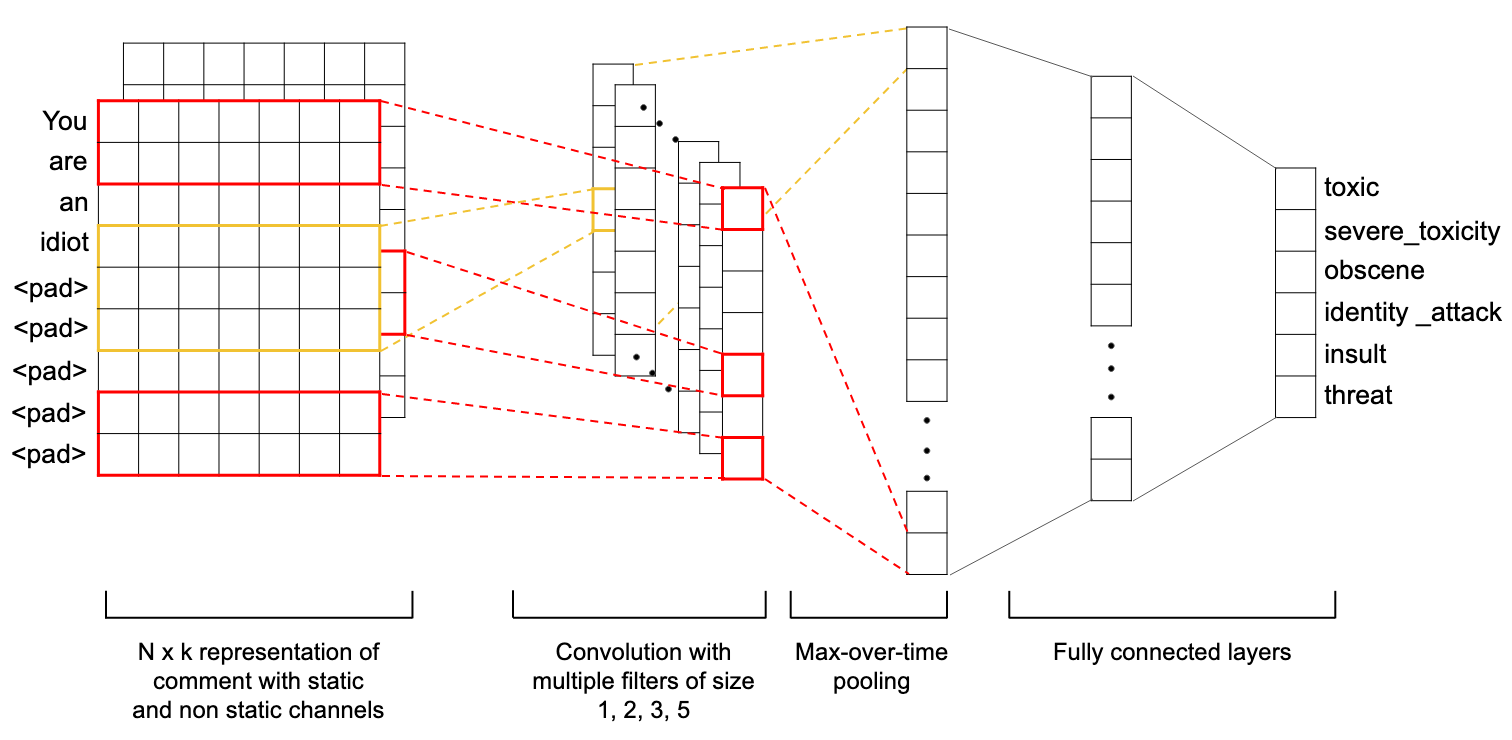 You
are
an
idiot
<pad>
<pad>
<pad>
<pad>
<pad>
toxic
severe_toxicity
obscene
identity _attack
insult
threat
N x k representation of
comment with static
and non static channels
Convolution with
multiple filters of size
1, 2, 3, 5
Max-over-time
pooling
Fully connected layers